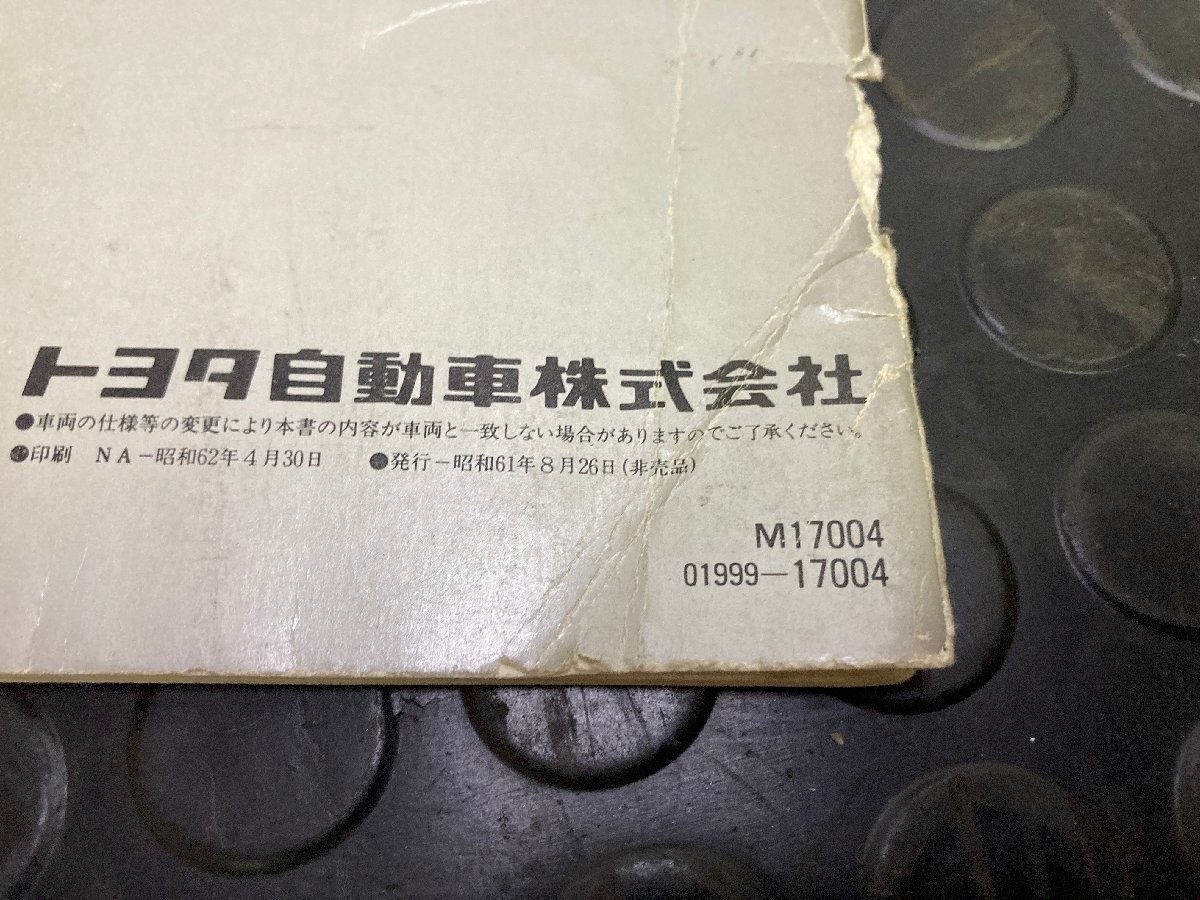 トヨタ自動車株式会社
●車両の仕様等の変更により本書の内容が車両と一致しない場合がありますのでご了承ください。
●印刷 NA－昭和62年4月30日 ●発行－昭和61年8月26日(非売品)
M17004
01999－17004